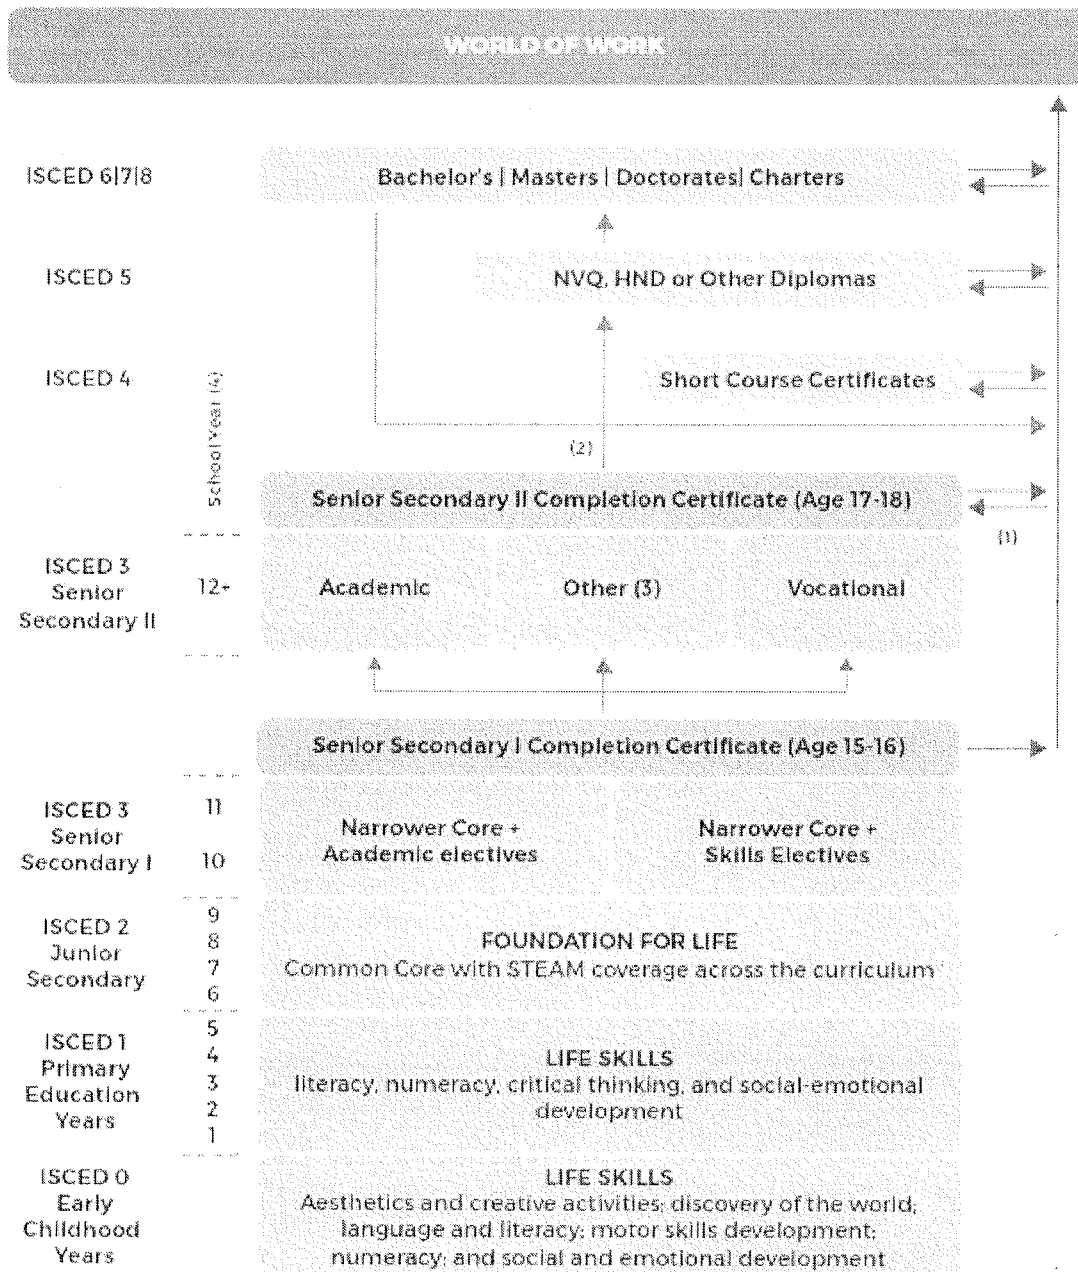 WORLD OF WORK
ISCED 6|7|8
Bachelor's | Masters | Doctorates| Charters
ISCED 5
NVQ, HND or Other Diplomas
ISCED 4
School Year (4)
Short Course Certificates
(2)
Senior Secondary II Completion Certificate (Age 17-18)
(1)
ISCED 3
Senior
Secondary II
12+
Academic
Other (3)
Vocational
Senior Secondary I Completion Certificate (Age 15-16)
ISCED 3
Senior
Secondary I
11
10
Narrower Core +
Academic electives
Narrower Core +
Skills Electives
ISCED 2
Junior
Secondary
9
8
7
6
FOUNDATION FOR LIFE
Common Core with STEAM coverage across the curriculum
ISCED 1
Primary
Education
Years
5
4
3
2
1
LIFE SKILLS
literacy, numeracy, critical thinking, and social-emotional
development
ISCED 0
Early
Childhood
Years
LIFE SKILLS
Aesthetics and creative activities; discovery of the world;
language and literacy; motor skills development;
numeracy; and social and emotional development